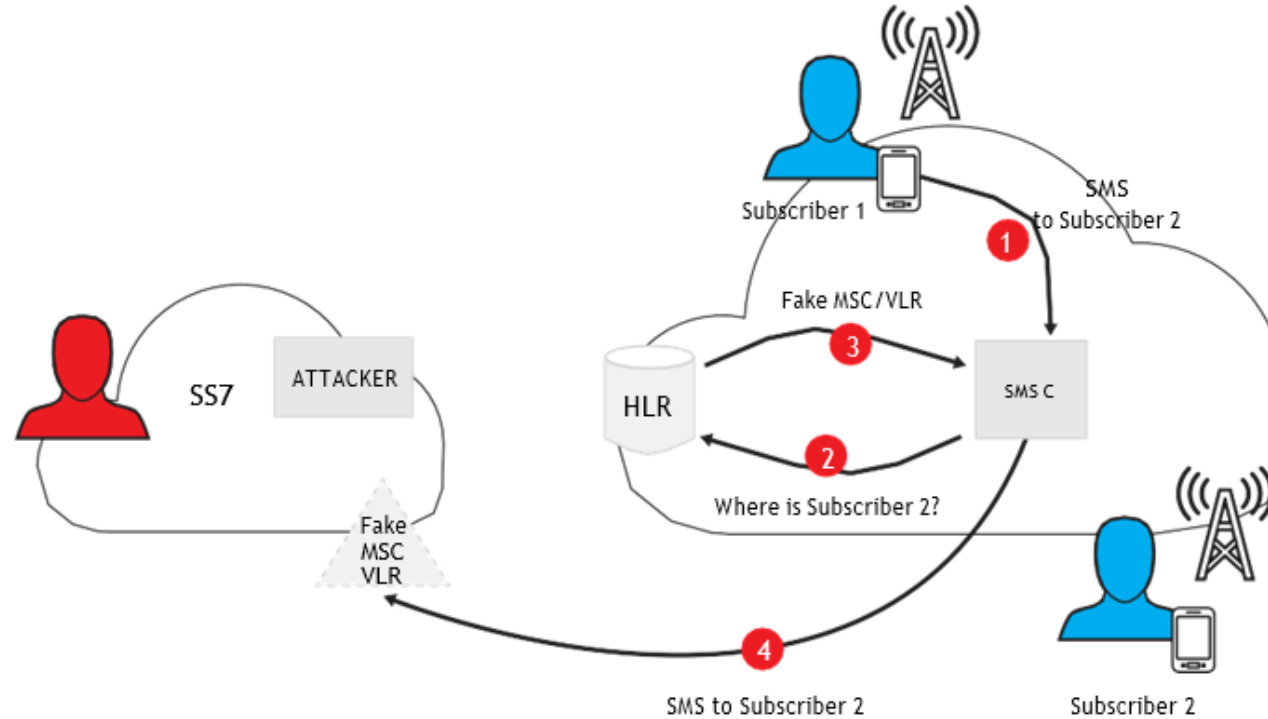 SMS
to Subscriber 2
Subscriber 1
1
Fake MSC/VLR
3
ATTACKER
SS7
HLR
SMS C
2
Where is Subscriber 2?
Fake
MSC
VLR
4
SMS to Subscriber 2
Subscriber 2